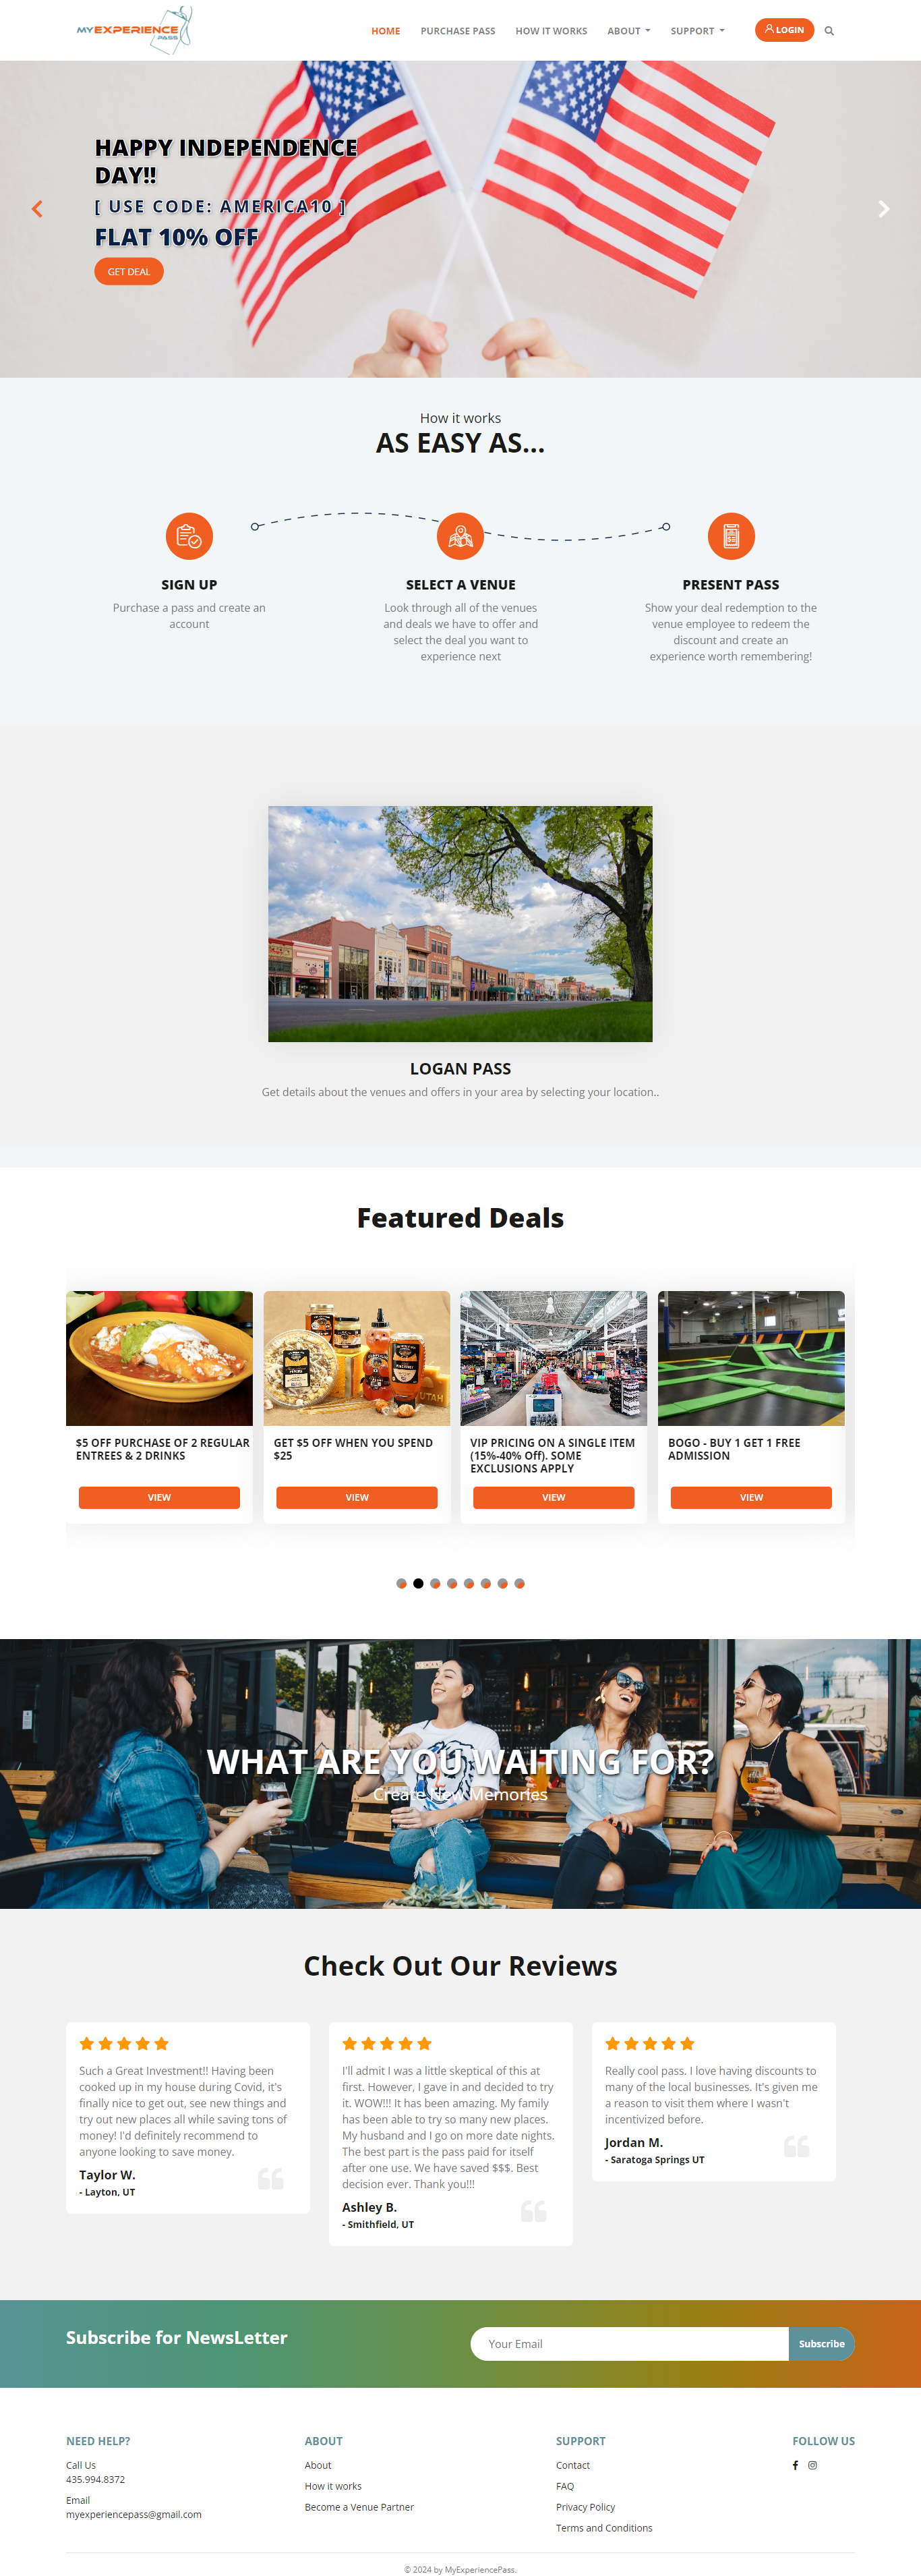 MYEXPERIENCE
PASS
HOME PURCHASE PASS HOW IT WORKS ABOUT SUPPORT LOGIN
HAPPY INDEPENDENCE
DAY!!
[ USE CODE: AMERICA10 ]
FLAT 10% OFF
GET DEAL
How it works
AS EASY AS...
SIGN UP
Purchase a pass and create an
account
SELECT A VENUE
Look through all of the venues
and deals we have to offer and
select the deal you want to
experience next
PRESENT PASS
Show your deal redemption to the
venue employee to redeem the
discount and create an
experience worth remembering!
LOGAN PASS
Get details about the venues and offers in your area by selecting your location..
Featured Deals
UTAH
$5 OFF PURCHASE OF 2 REGULAR
ENTREES & 2 DRINKS
VIEW
GET $5 OFF WHEN YOU SPEND
$25
VIEW
VIP PRICING ON A SINGLE ITEM
(15%-40% Off). SOME
EXCLUSIONS APPLY
VIEW
BOGO - BUY 1 GET 1 FREE
ADMISSION
VIEW
WHAT ARE YOU WAITING FOR?
Create New Memories
Check Out Our Reviews
Such a Great Investment!! Having been
cooked up in my house during Covid, it's
finally nice to get out, see new things and
try out new places all while saving tons of
money! I'd definitely recommend to
anyone looking to save money.
Taylor W.
- Layton, UT
I'll admit I was a little skeptical of this at
first. However, I gave in and decided to try
it. WOW!!! It has been amazing. My family
has been able to try so many new places.
My husband and I go on more date nights.
The best part is the pass paid for itself
after one use. We have saved $$$. Best
decision ever. Thank you!!!
Ashley B.
- Smithfield, UT
Really cool pass. I love having discounts to
many of the local businesses. It's given me
a reason to visit them where I wasn't
incentivized before.
Jordan M.
- Saratoga Springs UT
Subscribe for NewsLetter
Your Email
Subscribe
NEED HELP?
Call Us
435.994.8372
Email
myexperiencepass@gmail.com
ABOUT
About
How it works
Become a Venue Partner
SUPPORT
Contact
FAQ
Privacy Policy
Terms and Conditions
FOLLOW US
© 2024 by MyExperiencePass.